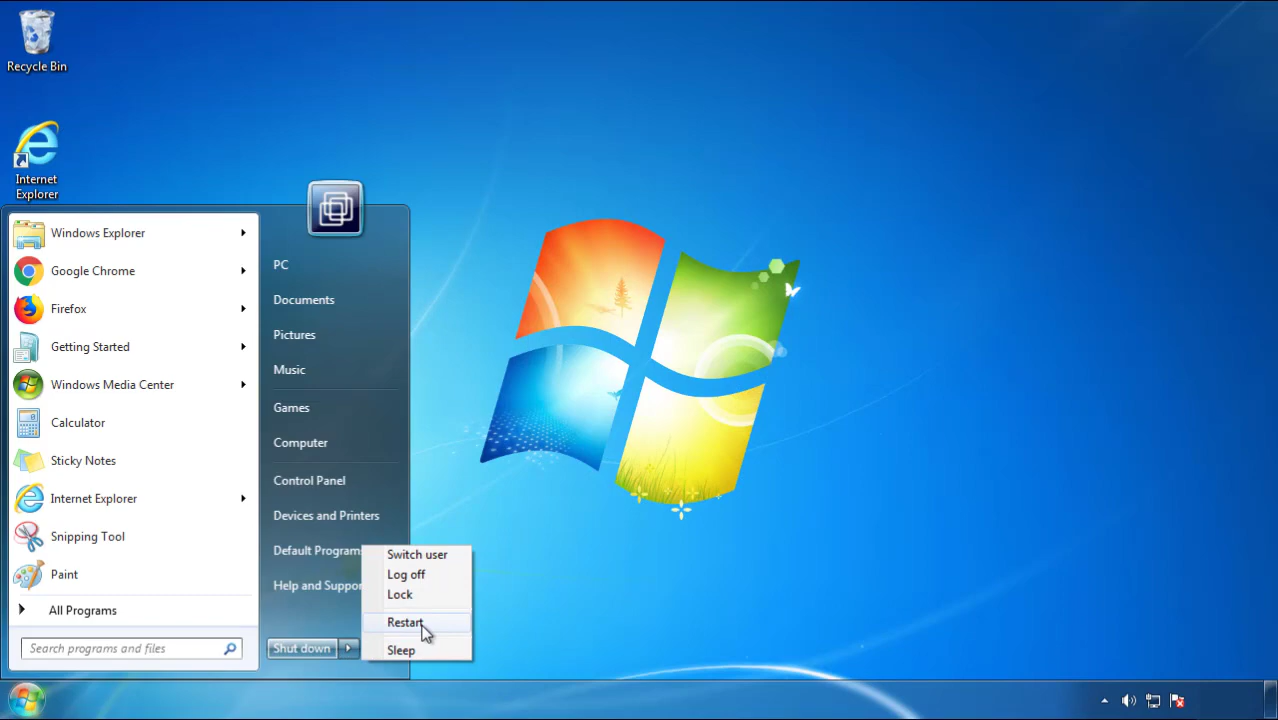 Recycle Bin
Internet
Explorer
Windows Explorer
Google Chrome
Firefox
Getting Started
Windows Media Center
Calculator
Sticky Notes
Internet Explorer
Snipping Tool
Paint
All Programs
Search programs and files
PC
Documents
Pictures
Music
Games
Computer
Control Panel
Devices and Printers
Default Program
Help and Suppor
Shut down
Switch user
Log off
Lock
Restart
Sleep